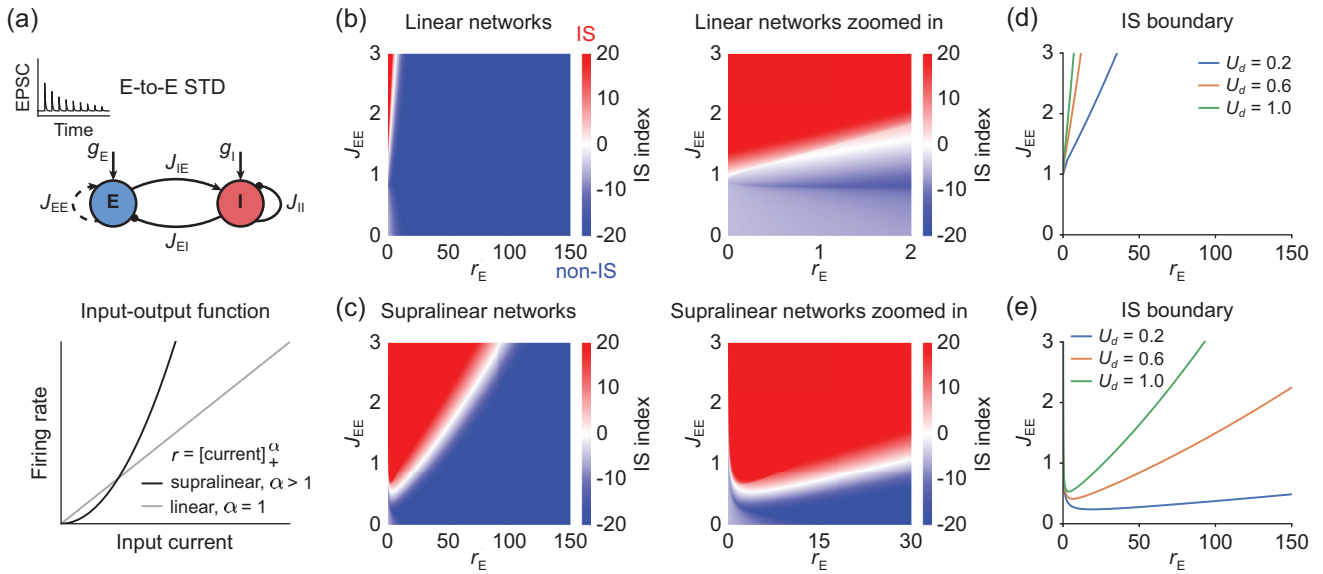 (a)
EPSC
E-to-E STD
Time
g_E
g_I
J_IE
J_EE
E
I
J_II
J_EI
Input-output function
Firing rate
r = [current]_+^α
supralinear, α > 1
linear, α = 1
Input current
(b)
Linear networks
IS
3
2
1
0
J_EE
0
50
100
150
r_E
non-IS
20
10
0
-10
-20
IS index
Linear networks zoomed in
3
2
1
0
J_EE
0
1
2
r_E
20
10
0
-10
-20
IS index
(c)
Supralinear networks
3
2
1
0
J_EE
0
50
100
150
r_E
20
10
0
-10
-20
IS index
Supralinear networks zoomed in
3
2
1
0
J_EE
0
15
30
r_E
20
10
0
-10
-20
IS index
(d)
IS boundary
U_d = 0.2
U_d = 0.6
U_d = 1.0
3
2
1
0
J_EE
0
50
100
150
r_E
(e)
IS boundary
U_d = 0.2
U_d = 0.6
U_d = 1.0
3
2
1
0
J_EE
0
50
100
150
r_E